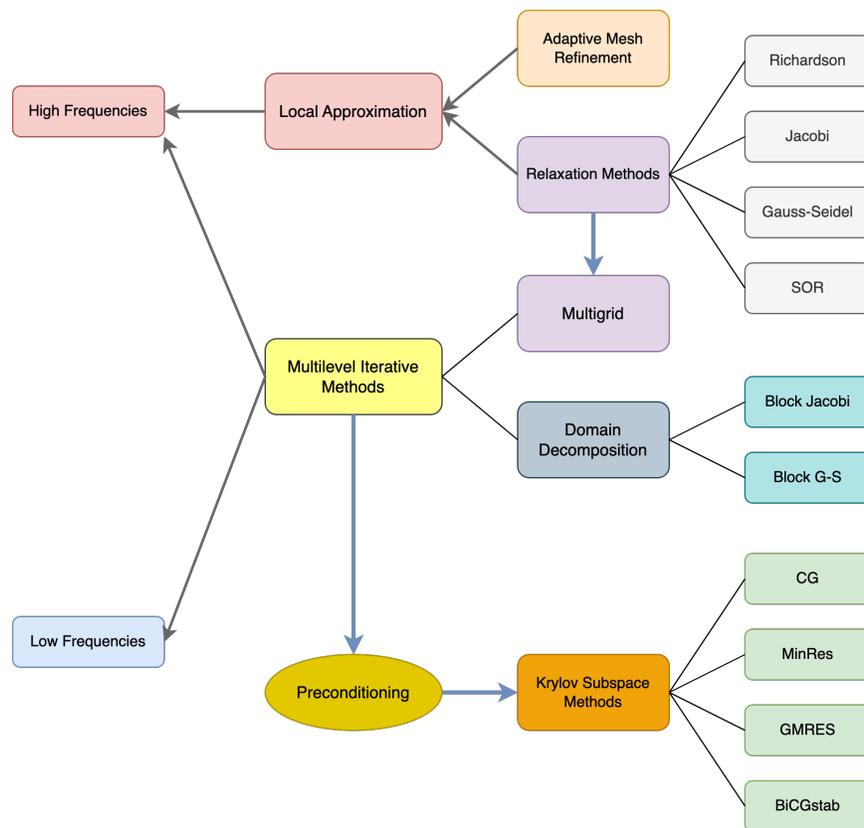 Adaptive Mesh
Refinement
Richardson
High Frequencies
Local Approximation
Jacobi
Relaxation Methods
Gauss-Seidel
SOR
Multigrid
Multilevel Iterative
Methods
Block Jacobi
Domain
Decomposition
Block G-S
CG
Low Frequencies
MinRes
Preconditioning
Krylov Subspace
Methods
GMRES
BiCGstab